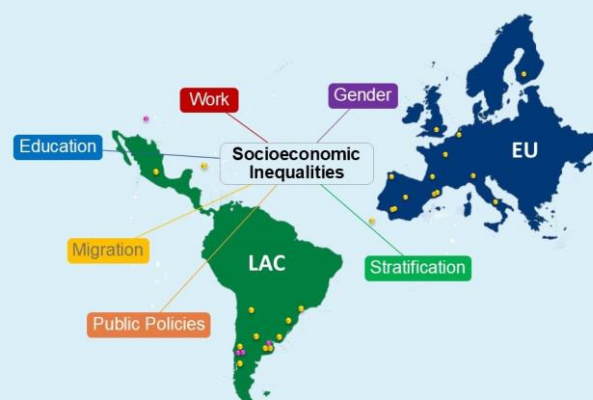 Work
Gender
Education
Socioeconomic
Inequalities
EU
Migration
LAC
Stratification
Public Policies